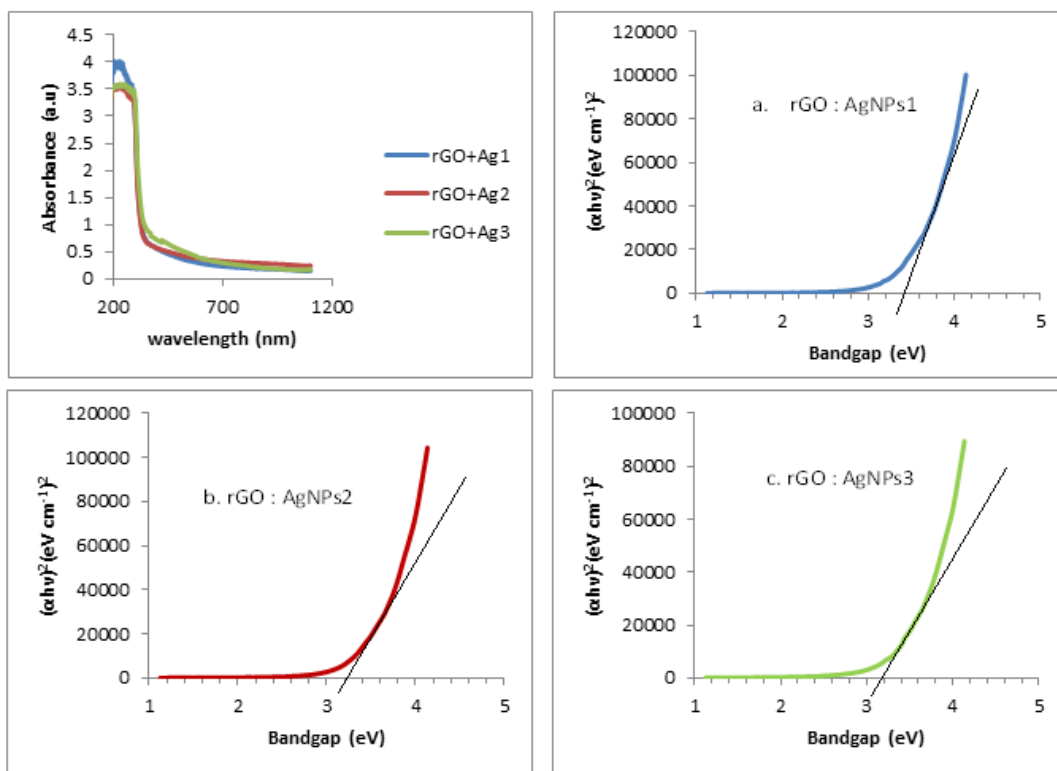 4.5
4
3.5
3
2.5
2
1.5
1
0.5
0
Absorbance (a.u)
200 700 1200
wavelength (nm)
rGO+Ag1
rGO+Ag2
rGO+Ag3
120000
100000
80000
60000
40000
20000
0
(αhν)²(eV cm⁻¹)²
a. rGO : AgNPs1
1 2 3 4 5
Bandgap (eV)
120000
100000
80000
60000
40000
20000
0
(αhν)²(eV cm⁻¹)²
b. rGO : AgNPs2
1 2 3 4 5
Bandgap (eV)
100000
80000
60000
40000
20000
0
(αhν)²(eV cm⁻¹)²
c. rGO : AgNPs3
1 2 3 4 5
Bandgap (eV)